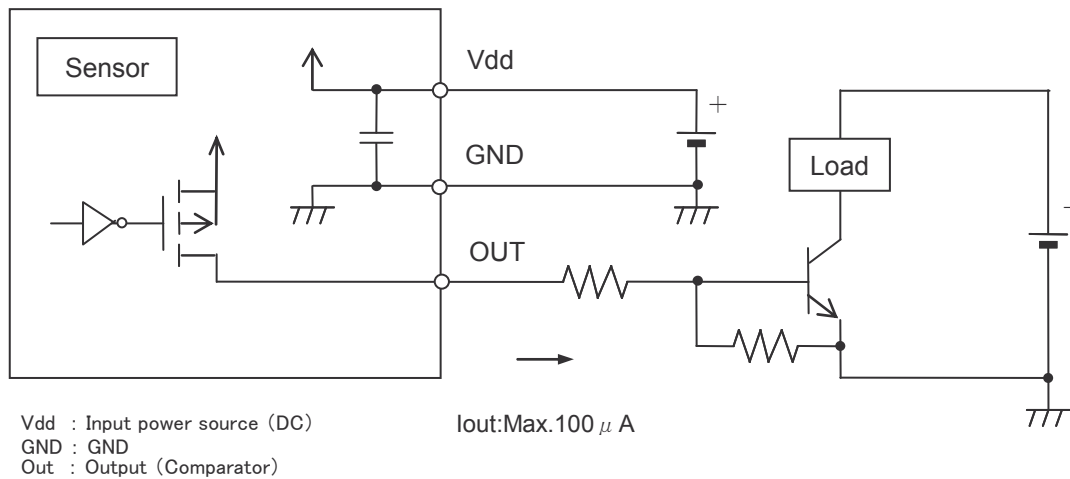 Sensor
Vdd
+
GND
Load
OUT
Iout:Max.100 μ A
Vdd : Input power source (DC)
GND : GND
Out : Output (Comparator)